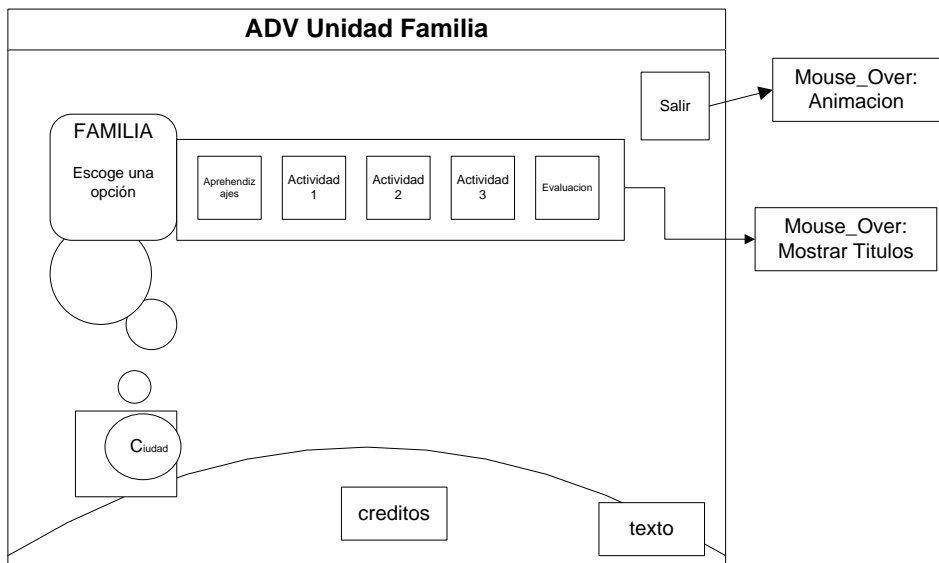 ADV Unidad Familia
Mouse_Over:
Animacion
Salir
FAMILIA
Escoge una
opción
Aprehendiz
ajes
Actividad
1
Actividad
2
Actividad
3
Evaluacion
Mouse_Over:
Mostrar Titulos
Ciudad
creditos
texto